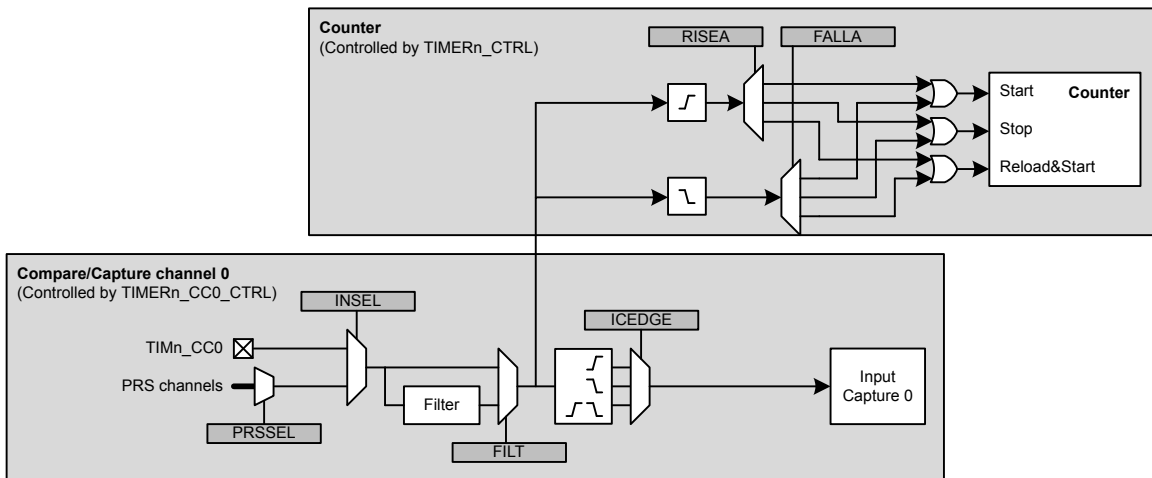 Counter
(Controlled by TIMERn_CTRL)
RISEA
FALLA
Start
Counter
Stop
Reload&Start
Compare/Capture channel 0
(Controlled by TIMERn_CC0_CTRL)
INSEL
ICEDGE
TIMn_CC0
PRS channels
Filter
Input
Capture 0
PRSSEL
FILT